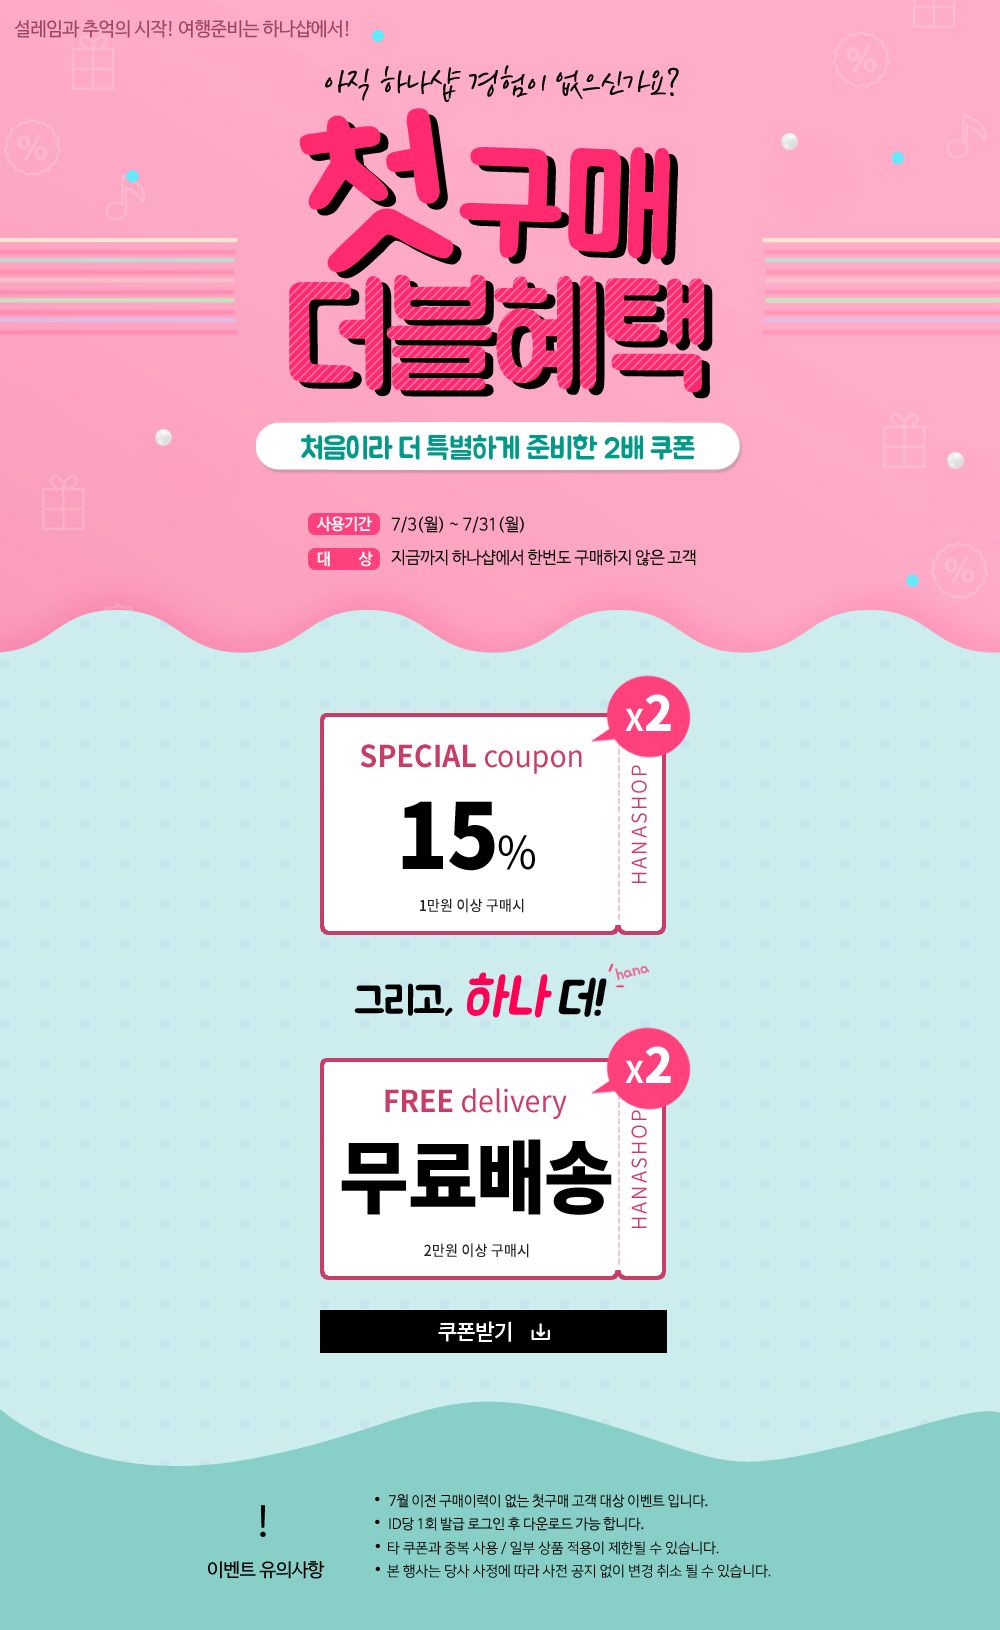 설레임과 추억의 시작! 여행준비는 하나샵에서!
아직 하나샵 경험이 없으신가요?
첫구매
더블혜택
처음이라 더 특별하게 준비한 2배 쿠폰
사용기간 7/3(월) ~ 7/31(월)
대 상 지금까지 하나샵에서 한번도 구매하지 않은 고객
x2
SPECIAL coupon
15%
1만원 이상 구매시
HANASHOP
그리고, 하나 더!
hana
x2
FREE delivery
무료배송
2만원 이상 구매시
HANASHOP
쿠폰받기
!
이벤트 유의사항
• 7월 이전 구매이력이 없는 첫구매 고객 대상 이벤트 입니다.
• ID당 1회 발급 로그인 후 다운로드 가능 합니다.
• 타 쿠폰과 중복 사용 / 일부 상품 적용이 제한될 수 있습니다.
• 본 행사는 당사 사정에 따라 사전 공지 없이 변경 취소 될 수 있습니다.